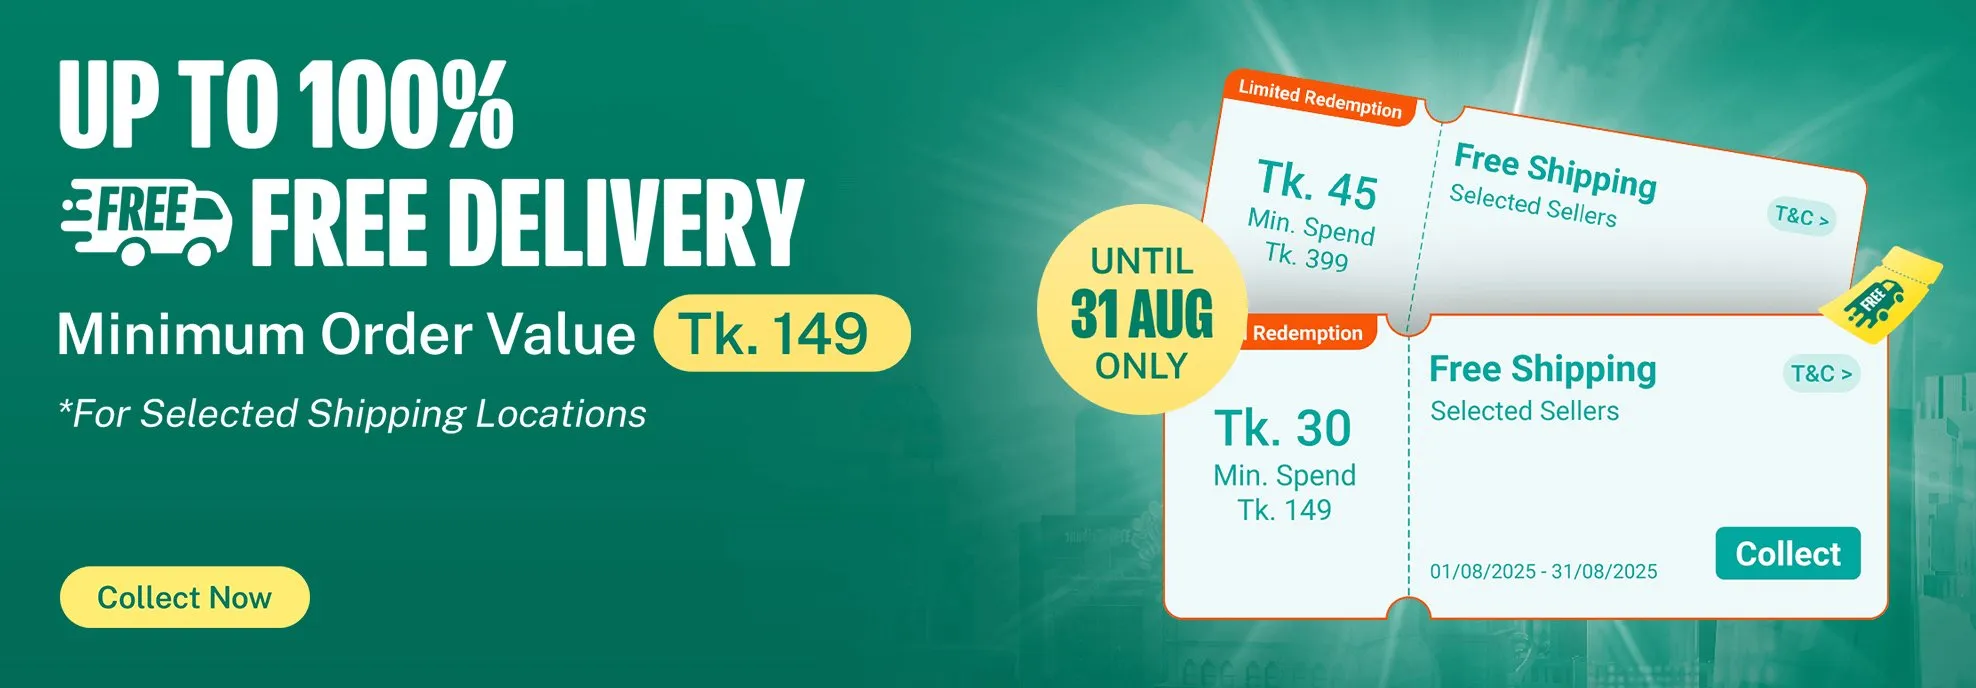 UP TO 100%
FREE FREE DELIVERY
Minimum Order Value Tk. 149
*For Selected Shipping Locations
Collect Now
UNTIL
31 AUG
ONLY
Limited Redemption
Tk. 45
Min. Spend
Tk. 399
Free Shipping
Selected Sellers
T&C >
FREE
Redemption
Tk. 30
Min. Spend
Tk. 149
Free Shipping
Selected Sellers
T&C >
01/08/2025 - 31/08/2025
Collect